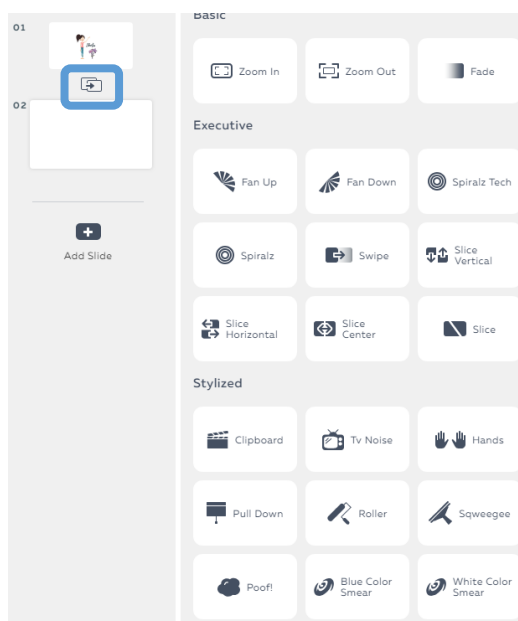 01
02
Add Slide
Basic
Zoom In
Zoom Out
Fade
Executive
Fan Up
Fan Down
Spiralz Tech
Spiralz
Swipe
Slice
Vertical
Slice
Horizontal
Slice
Center
Slice
Stylized
Clipboard
Tv Noise
Hands
Pull Down
Roller
Sqweegee
Poof!
Blue Color
Smear
White Color
Smear